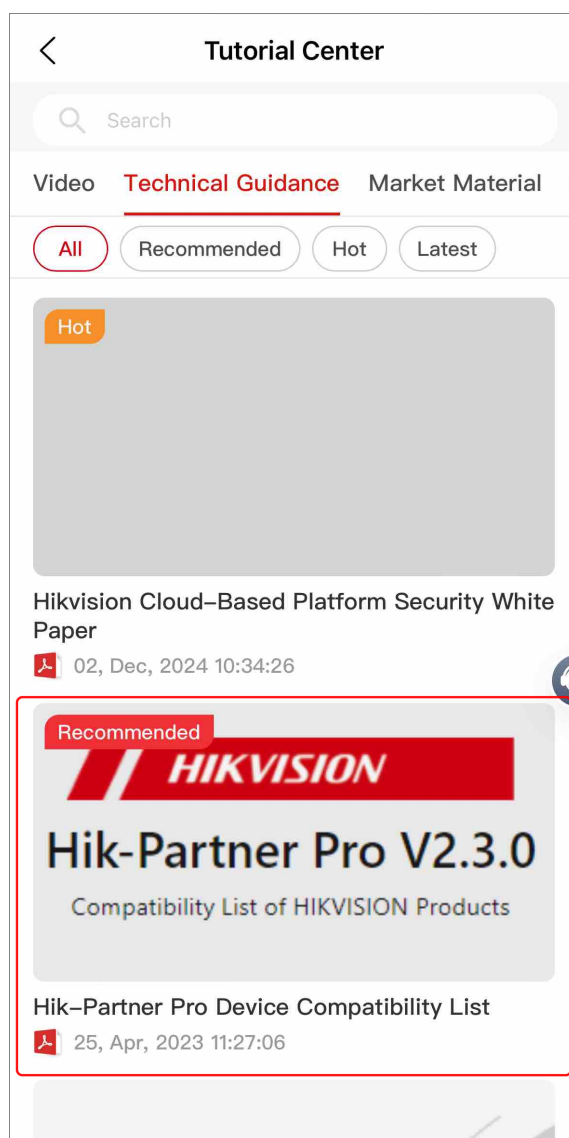 Tutorial Center
Search
Video Technical Guidance Market Material
All Recommended Hot Latest
Hot
Hikvision Cloud-Based Platform Security White
Paper
02, Dec, 2024 10:34:26
Recommended
HIKVISION
Hik-Partner Pro V2.3.0
Compatibility List of HIKVISION Products
Hik-Partner Pro Device Compatibility List
25, Apr, 2023 11:27:06